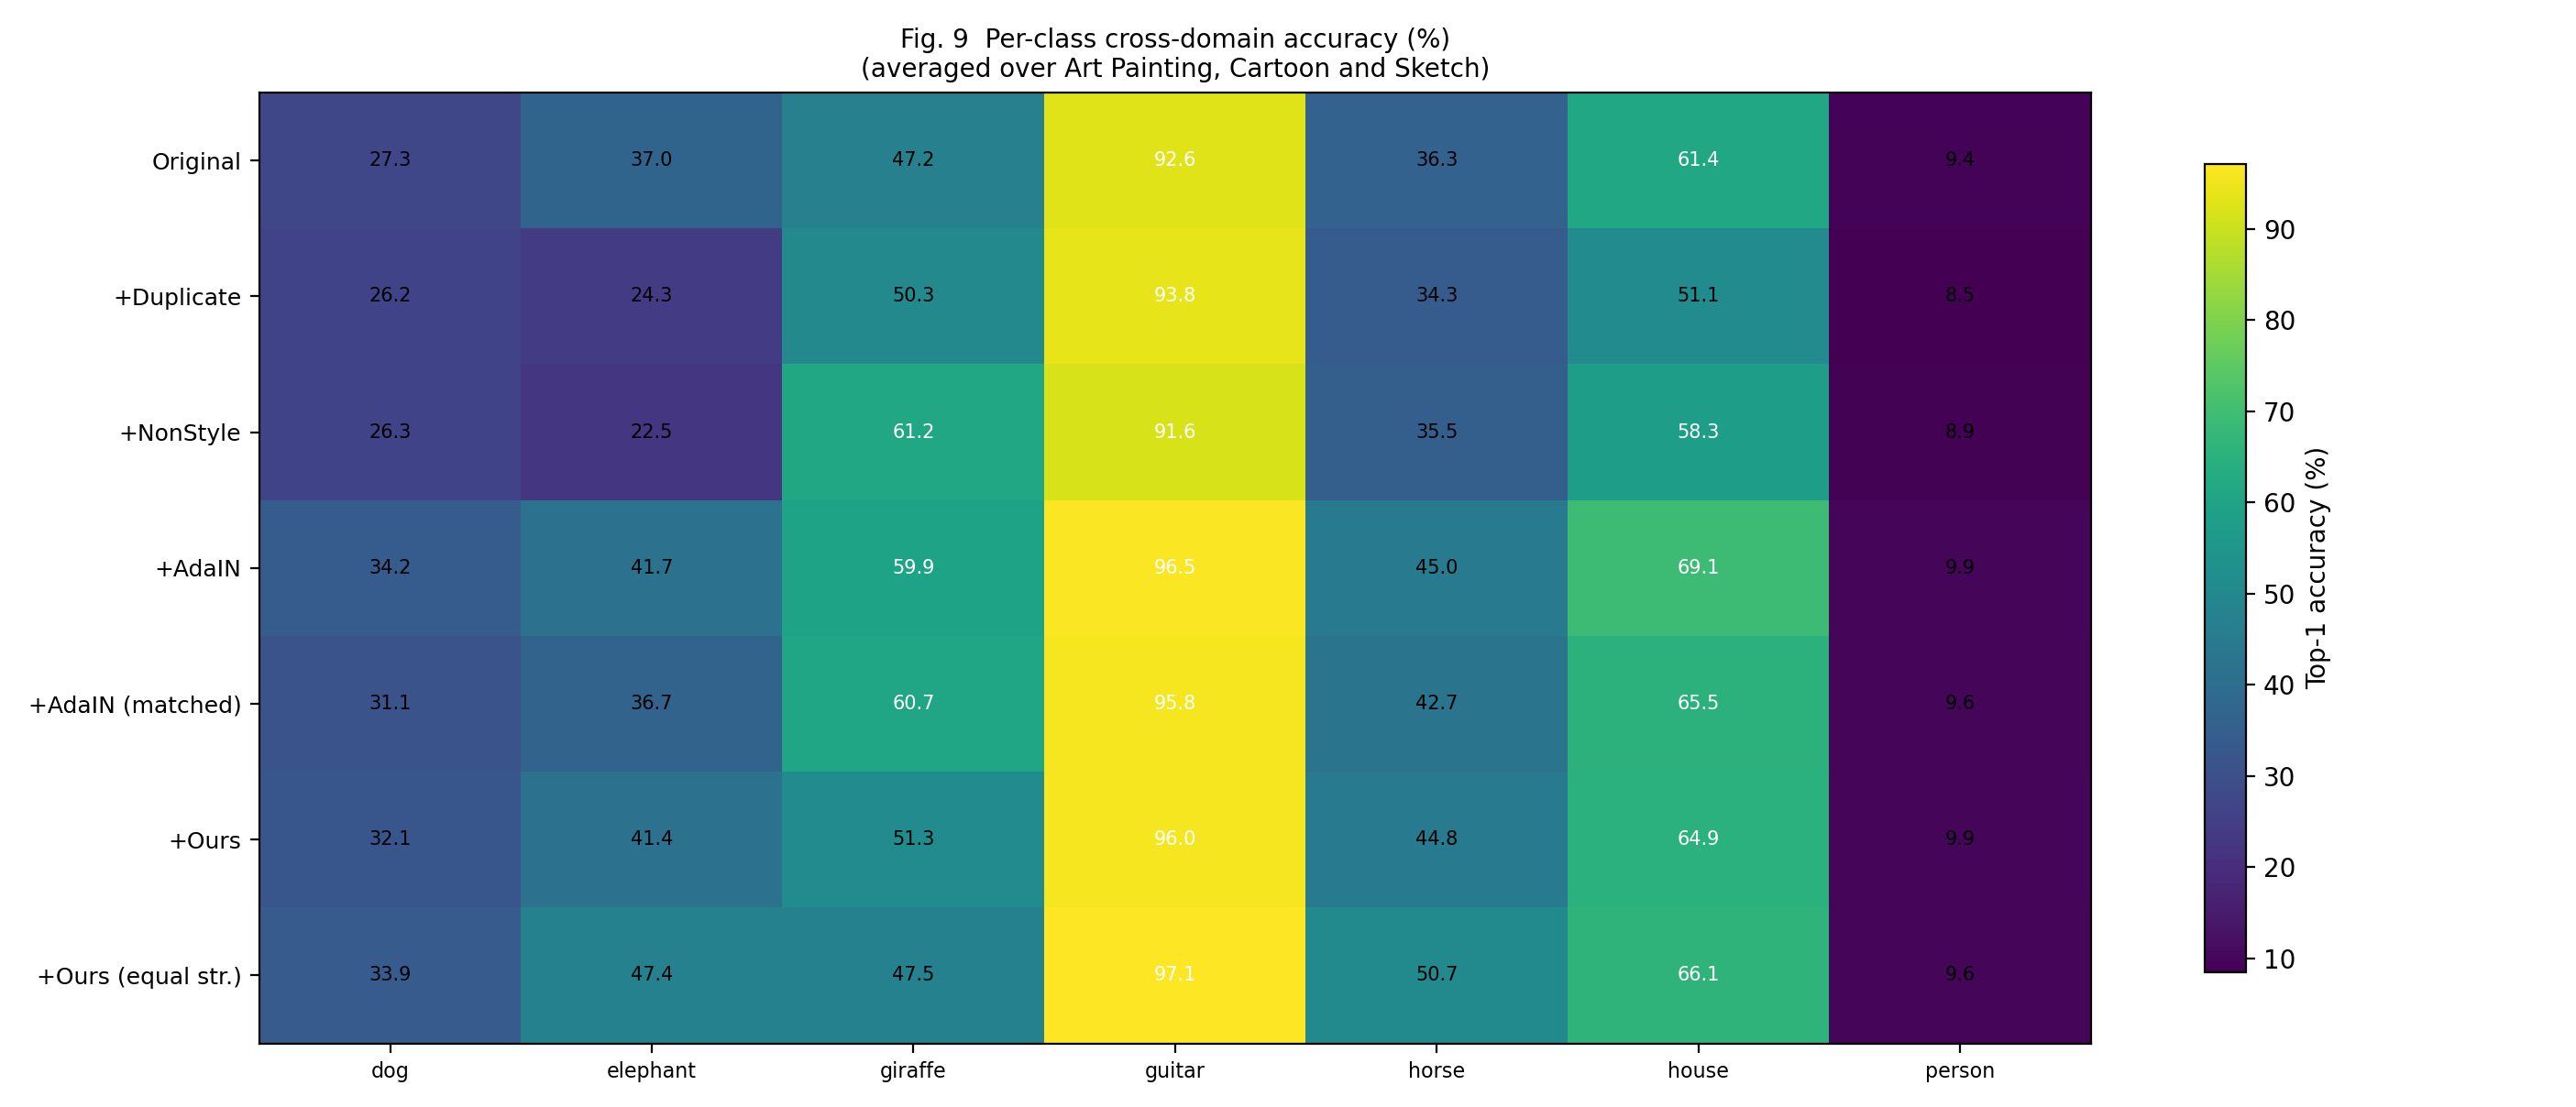 Fig. 9  Per-class cross-domain accuracy (%)
(averaged over Art Painting, Cartoon and Sketch)
Original 27.3 37.0 47.2 92.6 36.3 61.4 9.4
+Duplicate 26.2 24.3 50.3 93.8 34.3 51.1 8.5
+NonStyle 26.3 22.5 61.2 91.6 35.5 58.3 8.9
+AdaIN 34.2 41.7 59.9 96.5 45.0 69.1 9.9
+AdaIN (matched) 31.1 36.7 60.7 95.8 42.7 65.5 9.6
+Ours 32.1 41.4 51.3 96.0 44.8 64.9 9.9
+Ours (equal str.) 33.9 47.4 47.5 97.1 50.7 66.1 9.6
dog elephant giraffe guitar horse house person
90
80
70
60
50
40
30
20
10
Top-1 accuracy (%)